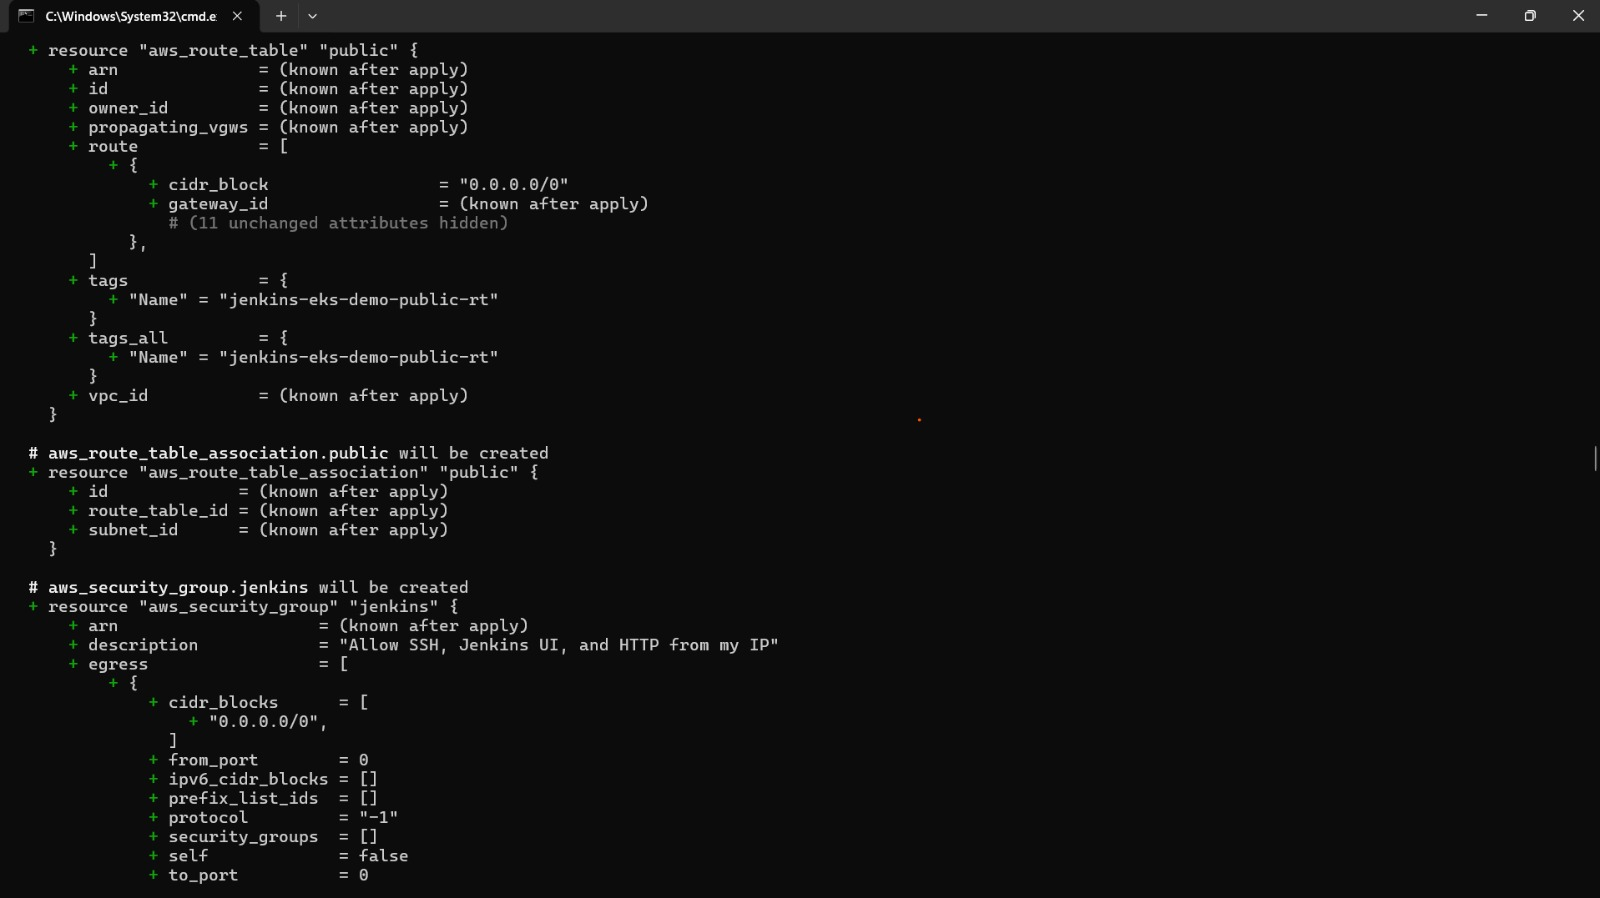 C:\Windows\System32\cmd.e
+ resource "aws_route_table" "public" {
+ arn = (known after apply)
+ id = (known after apply)
+ owner_id = (known after apply)
+ propagating_vgws = (known after apply)
+ route = [
+ {
+ cidr_block = "0.0.0.0/0"
+ gateway_id = (known after apply)
# (11 unchanged attributes hidden)
},
]
+ tags = {
+ "Name" = "jenkins-eks-demo-public-rt"
}
+ tags_all = {
+ "Name" = "jenkins-eks-demo-public-rt"
}
+ vpc_id = (known after apply)
}
# aws_route_table_association.public will be created
+ resource "aws_route_table_association" "public" {
+ id = (known after apply)
+ route_table_id = (known after apply)
+ subnet_id = (known after apply)
}
# aws_security_group.jenkins will be created
+ resource "aws_security_group" "jenkins" {
+ arn = (known after apply)
+ description = "Allow SSH, Jenkins UI, and HTTP from my IP"
+ egress = [
+ {
+ cidr_blocks = [
+ "0.0.0.0/0",
]
+ from_port = 0
+ ipv6_cidr_blocks = []
+ prefix_list_ids = []
+ protocol = "-1"
+ security_groups = []
+ self = false
+ to_port = 0